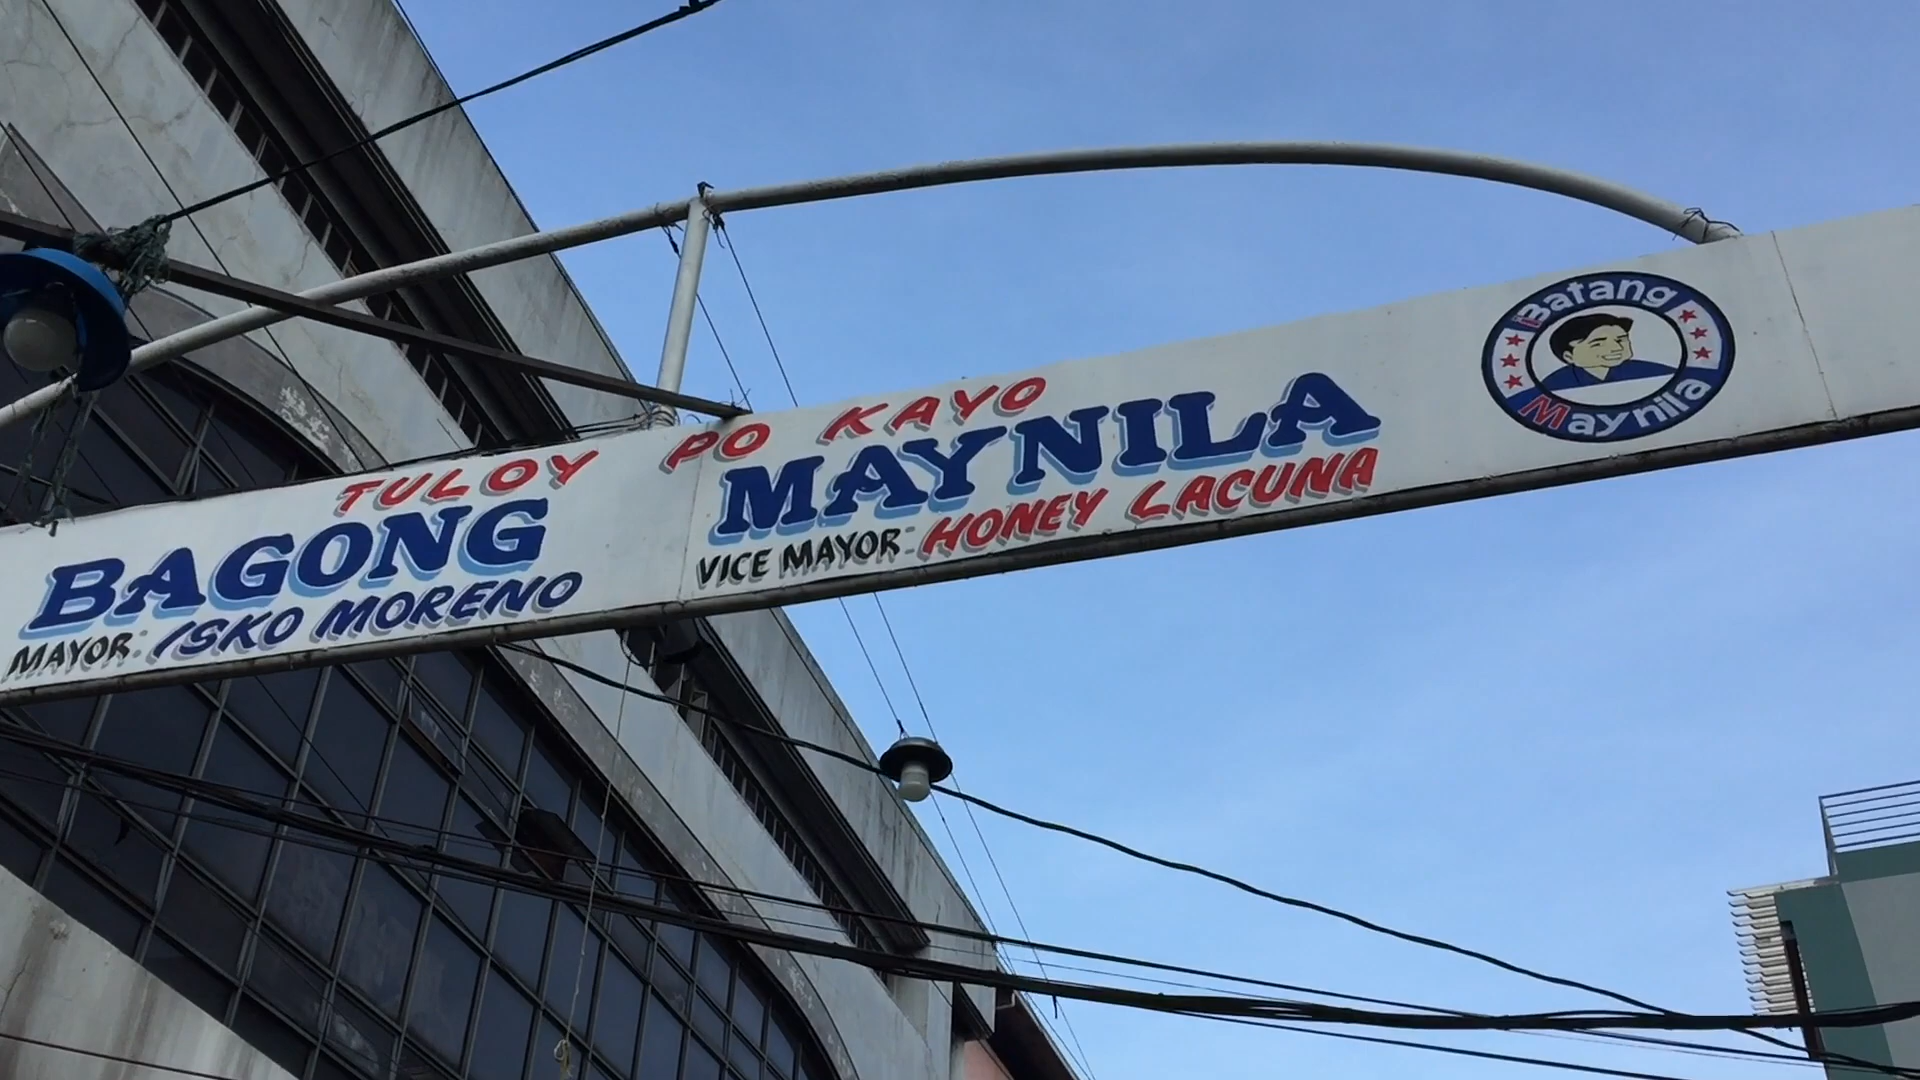 TULOY PO KAYO
BAGONG MAYNILA
MAYOR: ISKO MORENO VICE MAYOR: HONEY LACUNA
Batang
Maynila